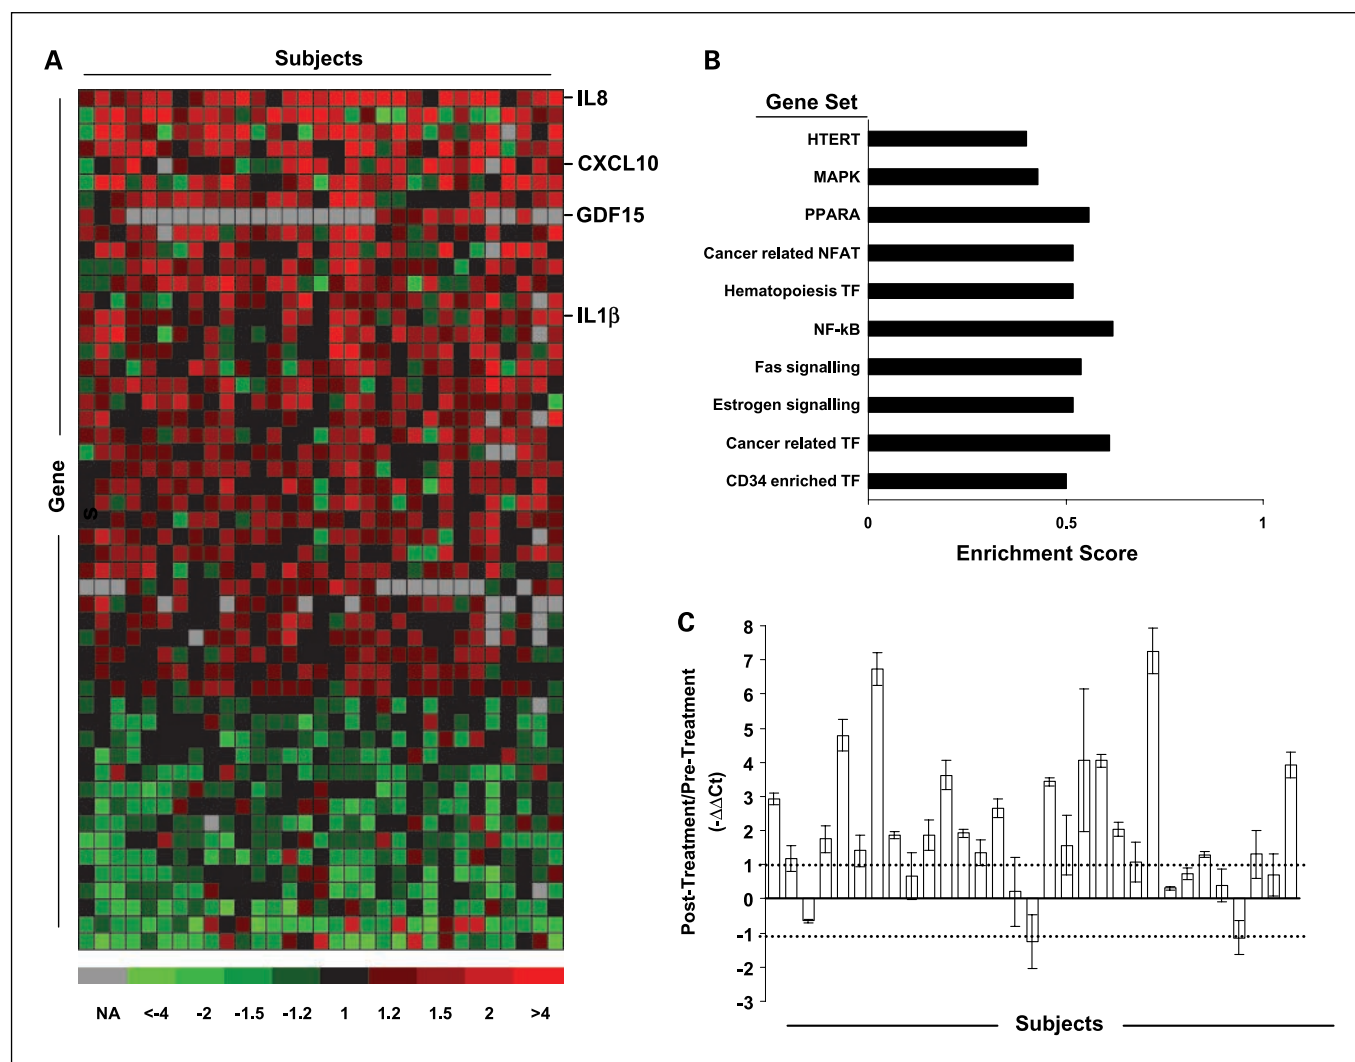 A
Subjects
IL8
CXCL10
GDF15
IL1β
Gene
s
NA <-4 -2 -1.5 -1.2 1 1.2 1.5 2 >4
B
Gene Set
HTERT
MAPK
PPARA
Cancer related NFAT
Hematopoiesis TF
NF-kB
Fas signalling
Estrogen signalling
Cancer related TF
CD34 enriched TF
0 0.5 1
Enrichment Score
C
Post-Treatment/Pre-Treatment
(-ΔΔCt)
8
7
6
5
4
3
2
1
0
-1
-2
-3
Subjects